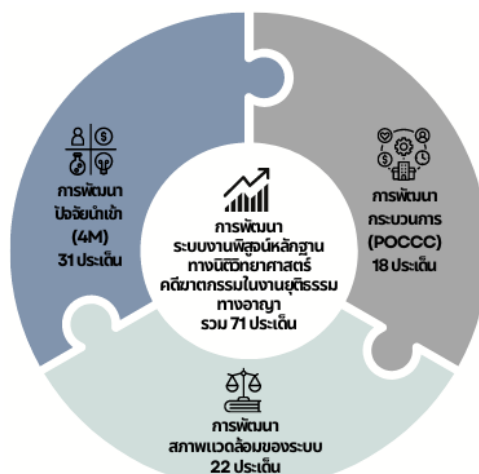 การพัฒนา
ปัจจัยนำเข้า
(4M)
31 ประเด็น
การพัฒนา
ระบบงานพิสูจน์หลักฐาน
ทางนิติวิทยาศาสตร์
คดีฆาตกรรมในงานยุติธรรม
ทางอาญา
รวม 71 ประเด็น
การพัฒนา
กระบวนการ
(POCCC)
18 ประเด็น
การพัฒนา
สภาพแวดล้อมของระบบ
22 ประเด็น